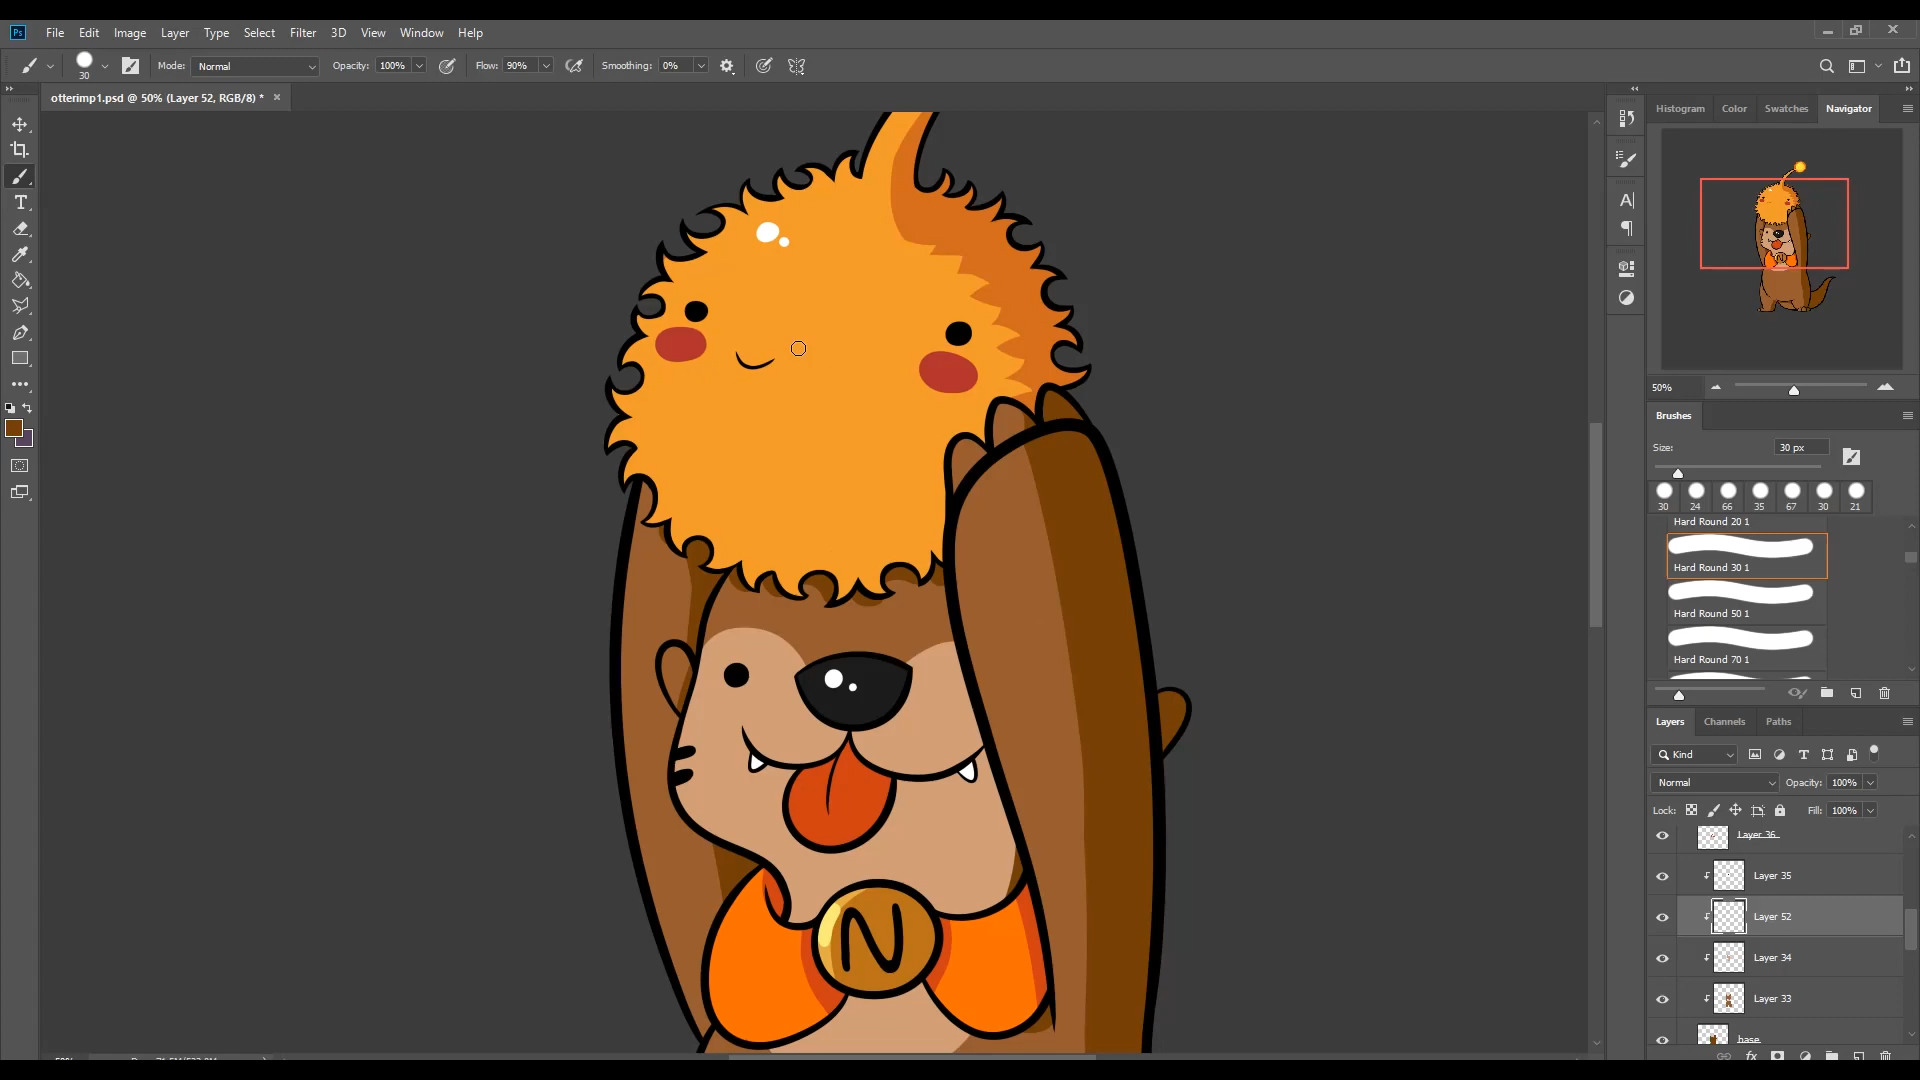 Ps File Edit Image Layer Type Select Filter 3D View Window Help
30 Mode: Normal Opacity: 100% Flow: 90% Smoothing: 0%
otterimp1.psd @ 50% (Layer 52, RGB/8) *
Histogram Color Swatches Navigator
50%
Brushes
Size: 30 px
30 24 66 35 67 30 21
Hard Round 20 1
Hard Round 30 1
Hard Round 50 1
Hard Round 70 1
Layers Channels Paths
Kind
Normal Opacity: 100%
Lock: Fill: 100%
Layer 36
Layer 35
Layer 52
Layer 34
Layer 33
base
N